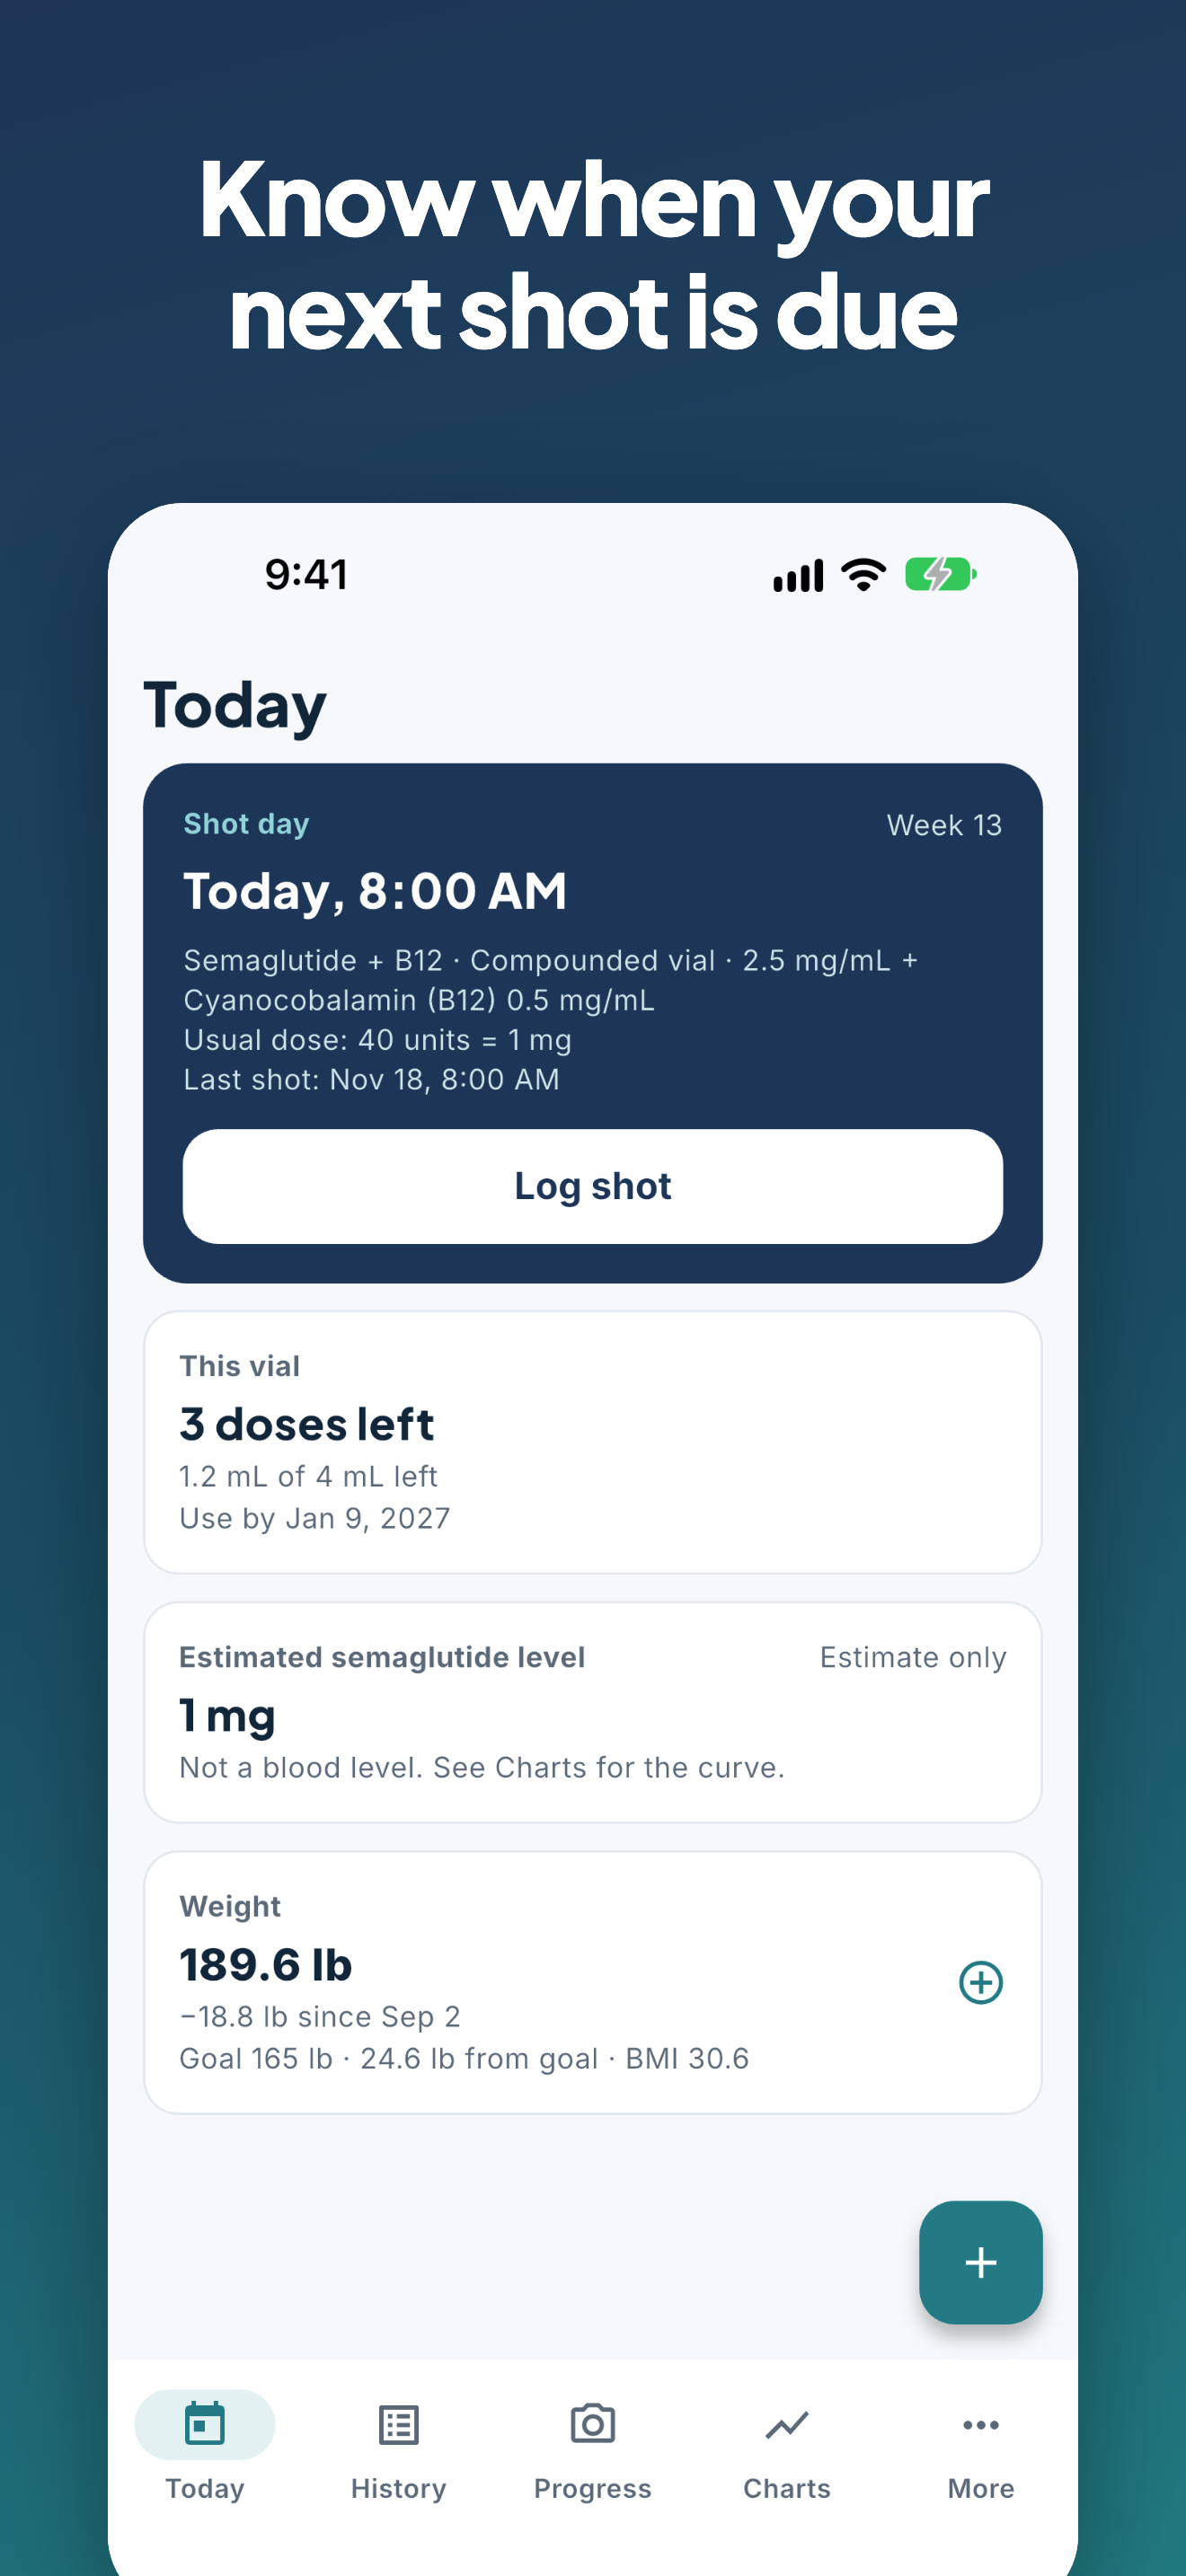 Know when your
next shot is due
9:41
Today
Shot day
Week 13
Today, 8:00 AM
Semaglutide + B12 · Compounded vial · 2.5 mg/mL +
Cyanocobalamin (B12) 0.5 mg/mL
Usual dose: 40 units = 1 mg
Last shot: Nov 18, 8:00 AM
Log shot
This vial
3 doses left
1.2 mL of 4 mL left
Use by Jan 9, 2027
Estimated semaglutide level
Estimate only
1 mg
Not a blood level. See Charts for the curve.
Weight
189.6 lb
−18.8 lb since Sep 2
Goal 165 lb · 24.6 lb from goal · BMI 30.6
Today
History
Progress
Charts
More